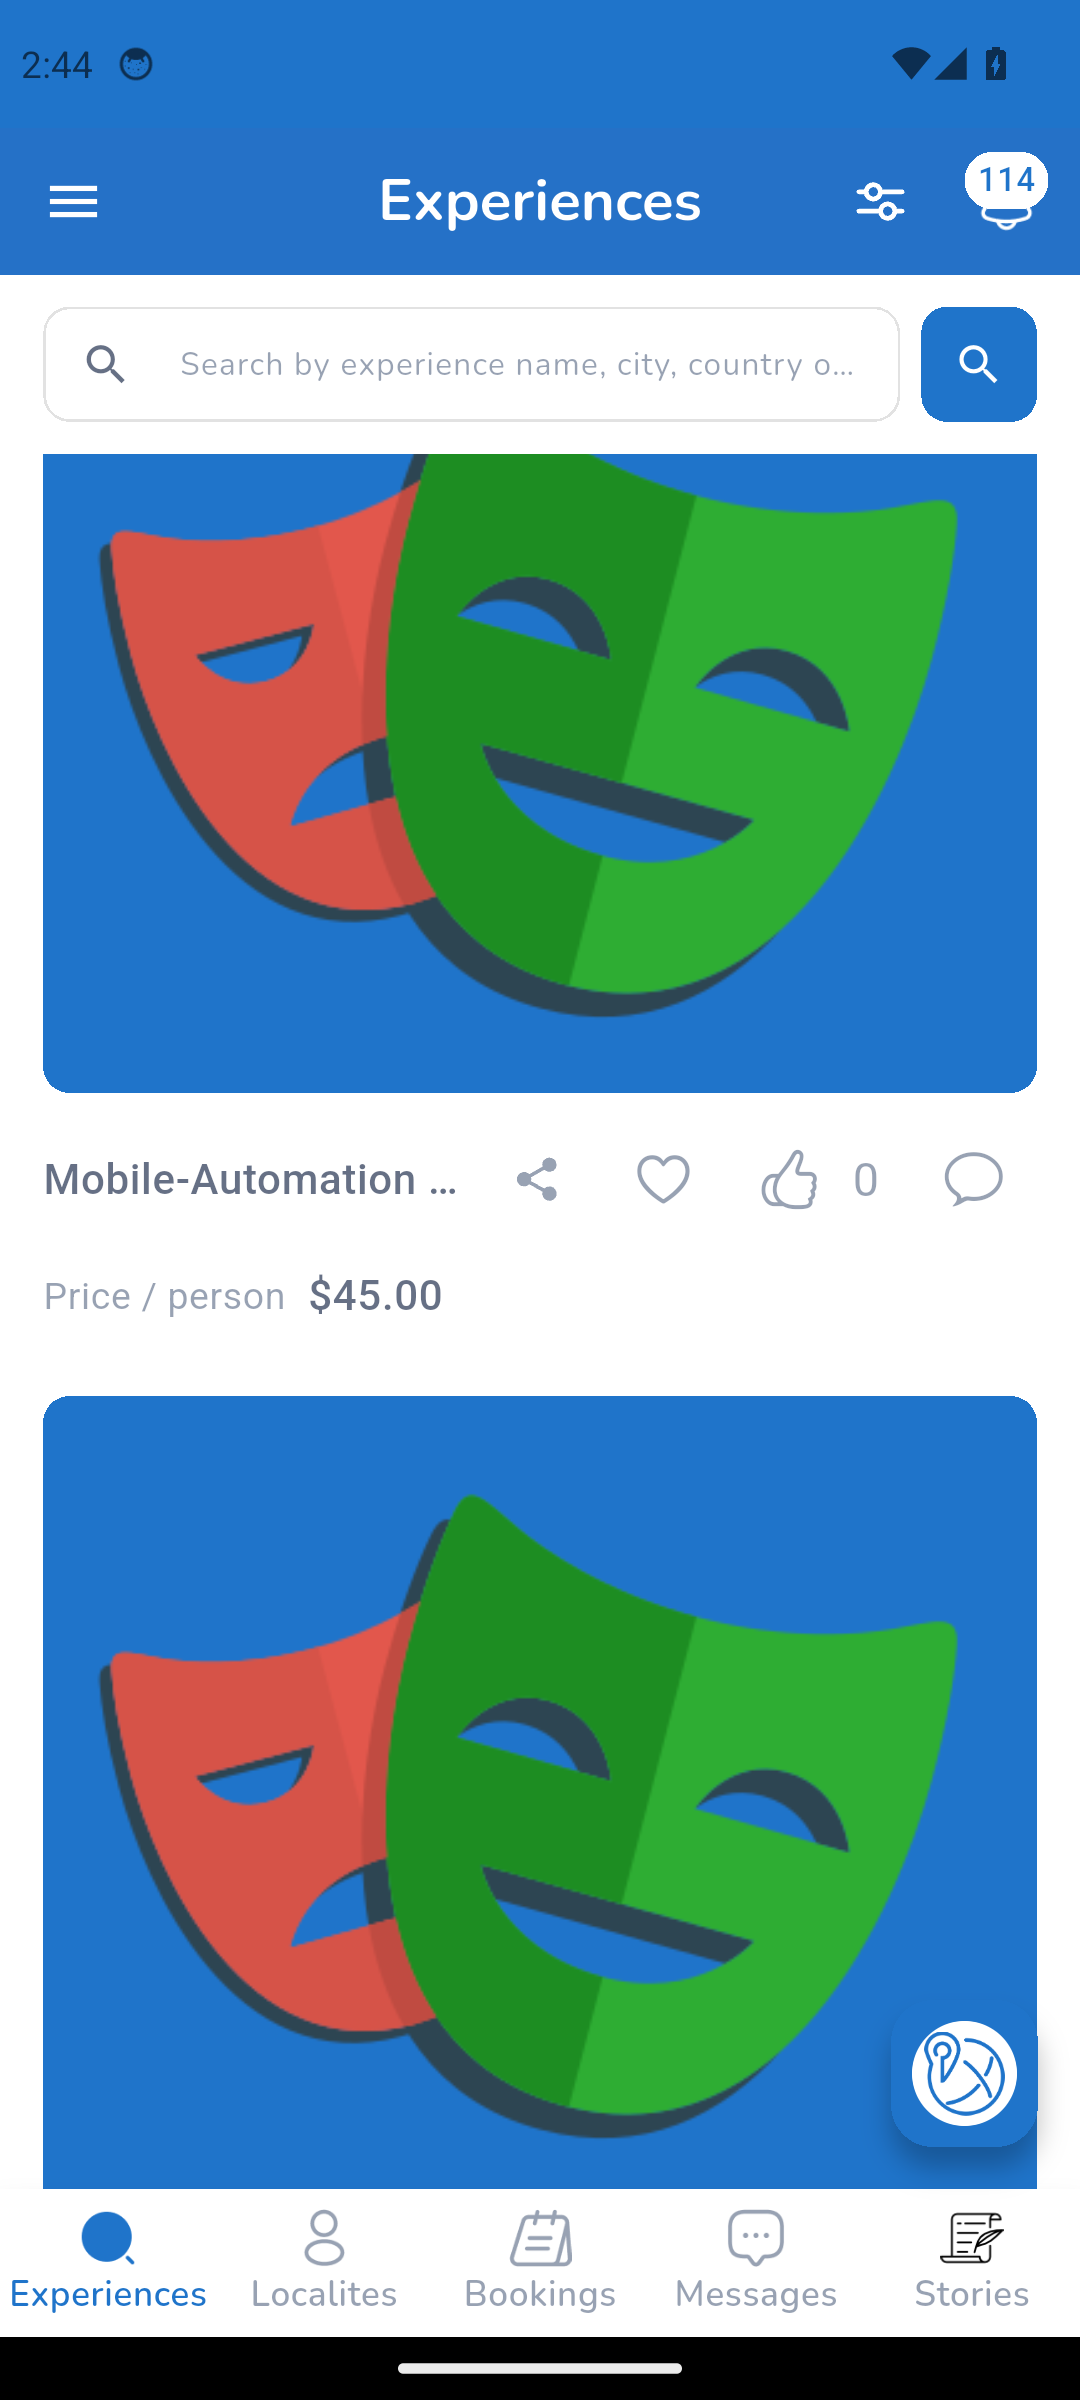 2:44
Experiences
114
Search by experience name, city, country o...
Mobile-Automation ...
0
Price / person $45.00
Experiences
Localites
Bookings
Messages
Stories